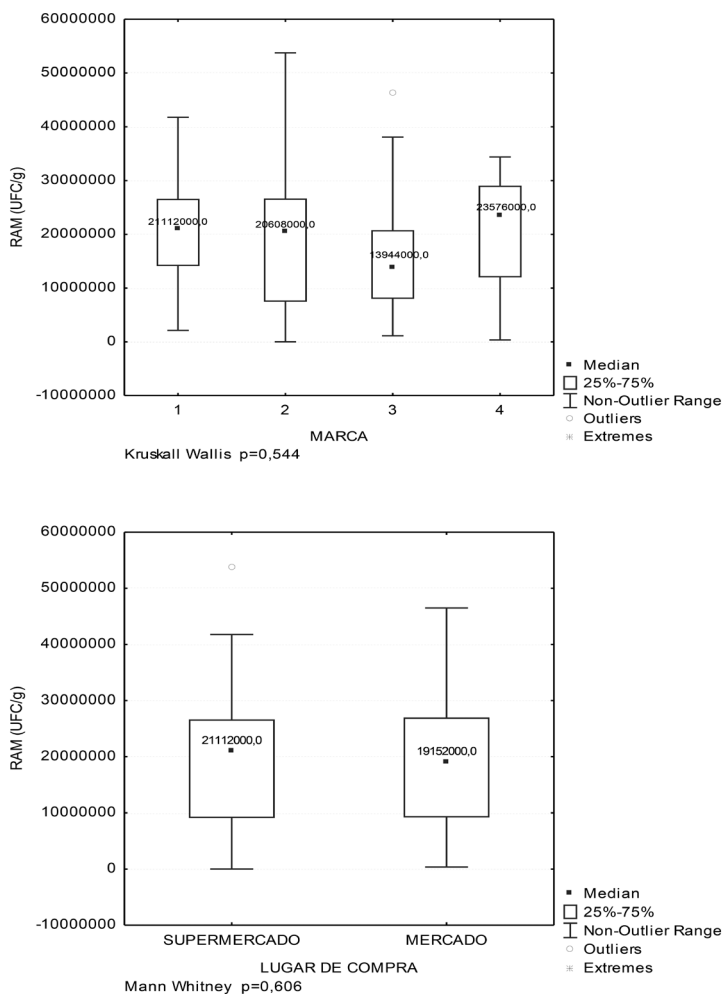 60000000
50000000
40000000
30000000
20000000
10000000
0
-10000000
RAM (UFC/g)
21112000,0
20608000,0
13944000,0
23576000,0
1 2 3 4
MARCA
Kruskall Wallis p=0,544
Median
25%-75%
Non-Outlier Range
Outliers
Extremes
60000000
50000000
40000000
30000000
20000000
10000000
0
-10000000
RAM (UFC/g)
21112000,0
19152000,0
SUPERMERCADO MERCADO
LUGAR DE COMPRA
Mann Whitney p=0,606
Median
25%-75%
Non-Outlier Range
Outliers
Extremes